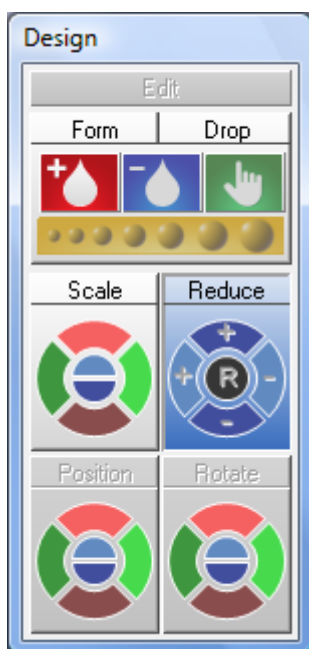 Design
Edit
Form Drop
+ -
Scale Reduce
+
+ R -
-
Position Rotate